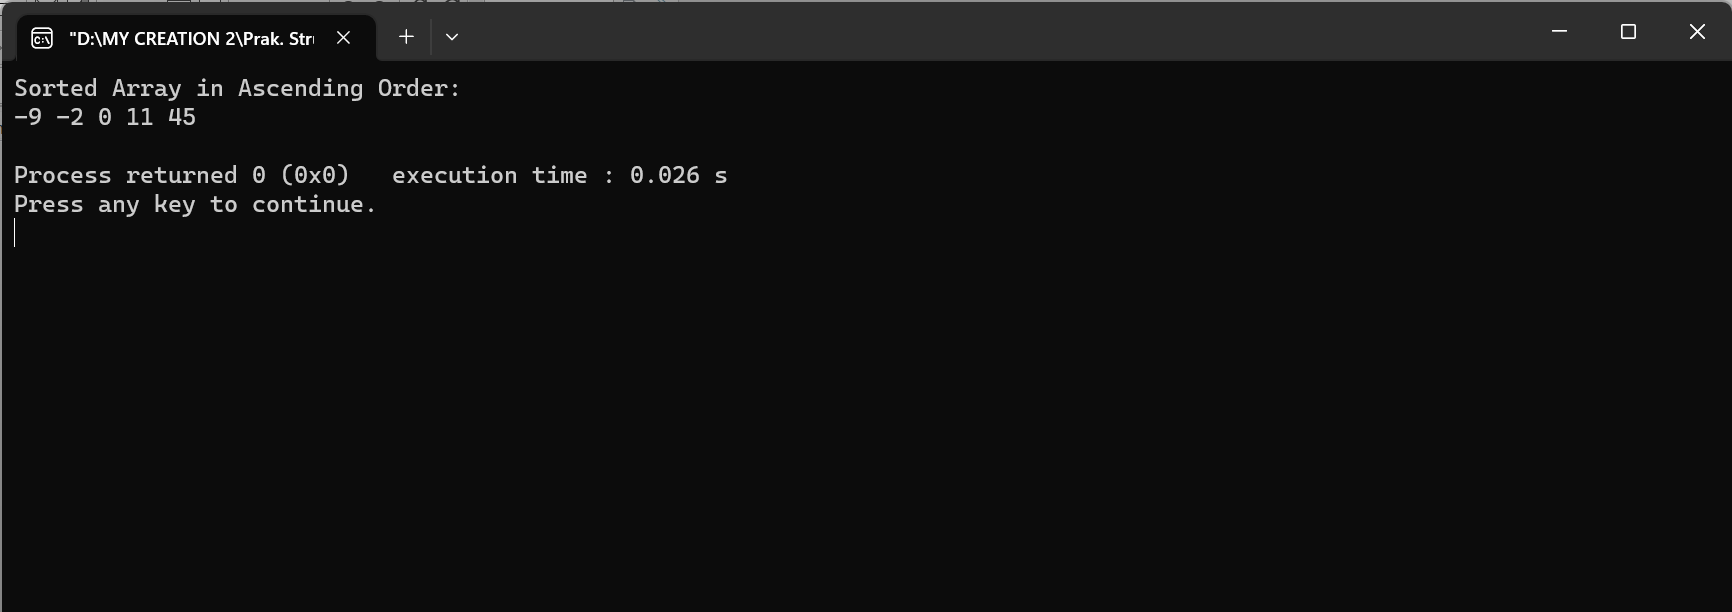 "D:\MY CREATION 2\Prak.
Sorted Array in Ascending Order:
-9 -2 0 11 45
Process returned 0 (0x0)   execution time : 0.026 s
Press any key to continue.